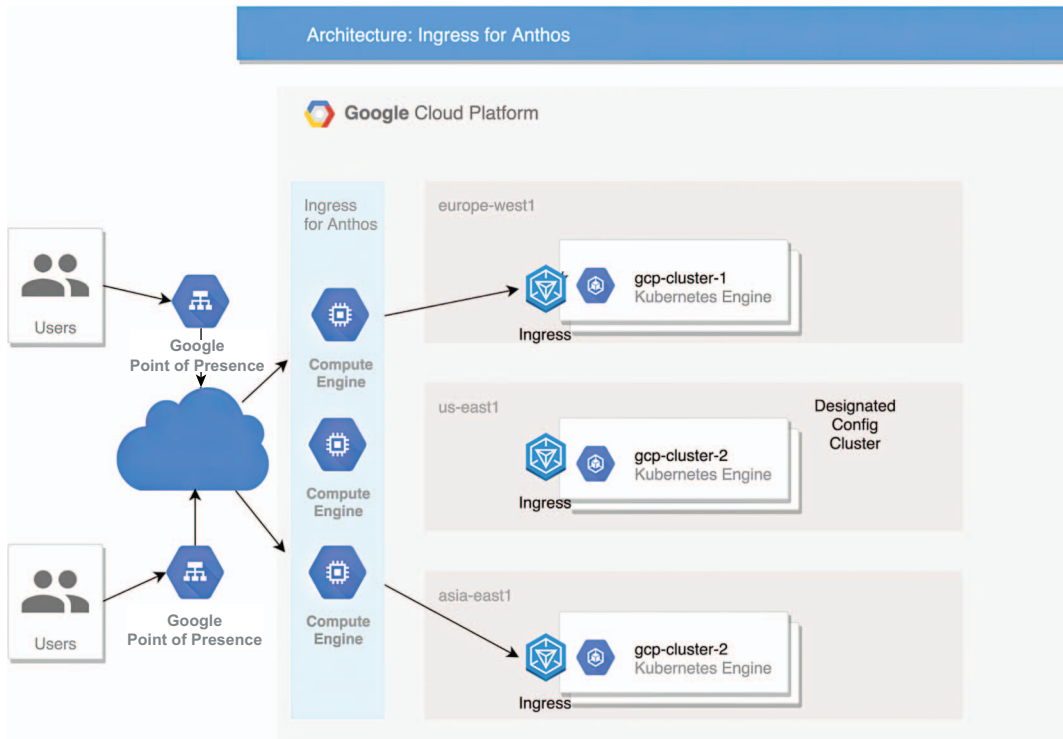 Architecture: Ingress for Anthos
Google Cloud Platform
Ingress
for Anthos
europe-west1
gcp-cluster-1
Kubernetes Engine
Ingress
Users
Google
Point of Presence
Compute
Engine
us-east1
Designated
Config
Cluster
gcp-cluster-2
Kubernetes Engine
Ingress
Compute
Engine
Users
Google
Point of Presence
Compute
Engine
asia-east1
gcp-cluster-2
Kubernetes Engine
Ingress